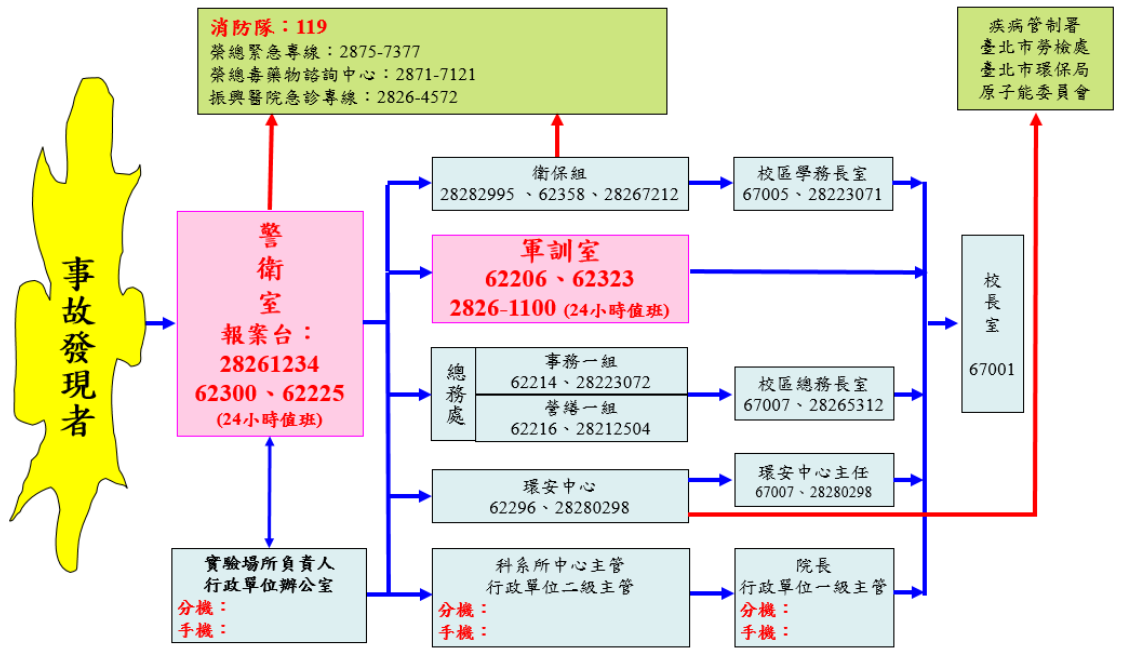 消防隊：119
榮總緊急專線：2875-7377
榮總毒藥物諮詢中心：2871-7121
振興醫院急診專線：2826-4572
疾病管制署
臺北市勞檢處
臺北市環保局
原子能委員會
事故發現者
警衛室
報案台：
28261234
62300、62225
(24小時值班)
衛保組
28282995 、62358、28267212
校區學務長室
67005、28223071
軍訓室
62206、62323
2826-1100 (24小時值班)
總務處
事務一組
62214、28223072
營繕一組
62216、28212504
校區總務長室
67007、28265312
環安中心
62296、28280298
環安中心主任
67007、28280298
校長室
67001
實驗場所負責人
行政單位辦公室
分機：
手機：
科系所中心主管
行政單位二級主管
分機：
手機：
院長
行政單位一級主管
分機：
手機：